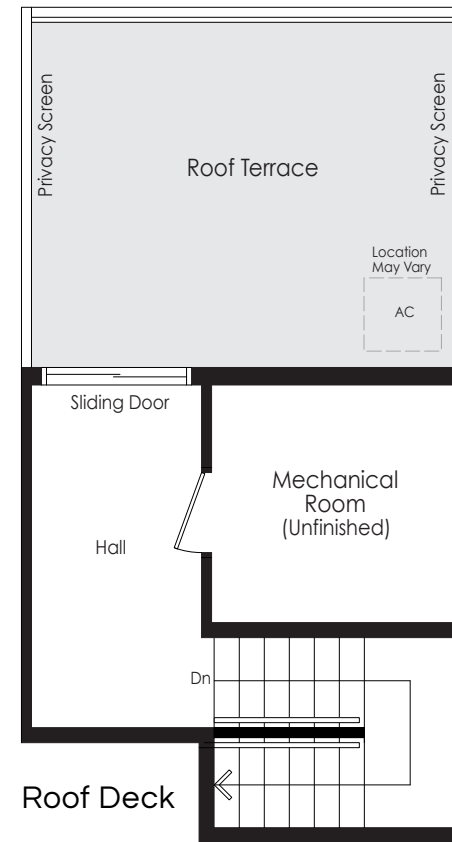 Privacy Screen
Privacy Screen
Roof Terrace
Location
May Vary
AC
Sliding Door
Mechanical
Room
(Unfinished)
Hall
Dn
Roof Deck